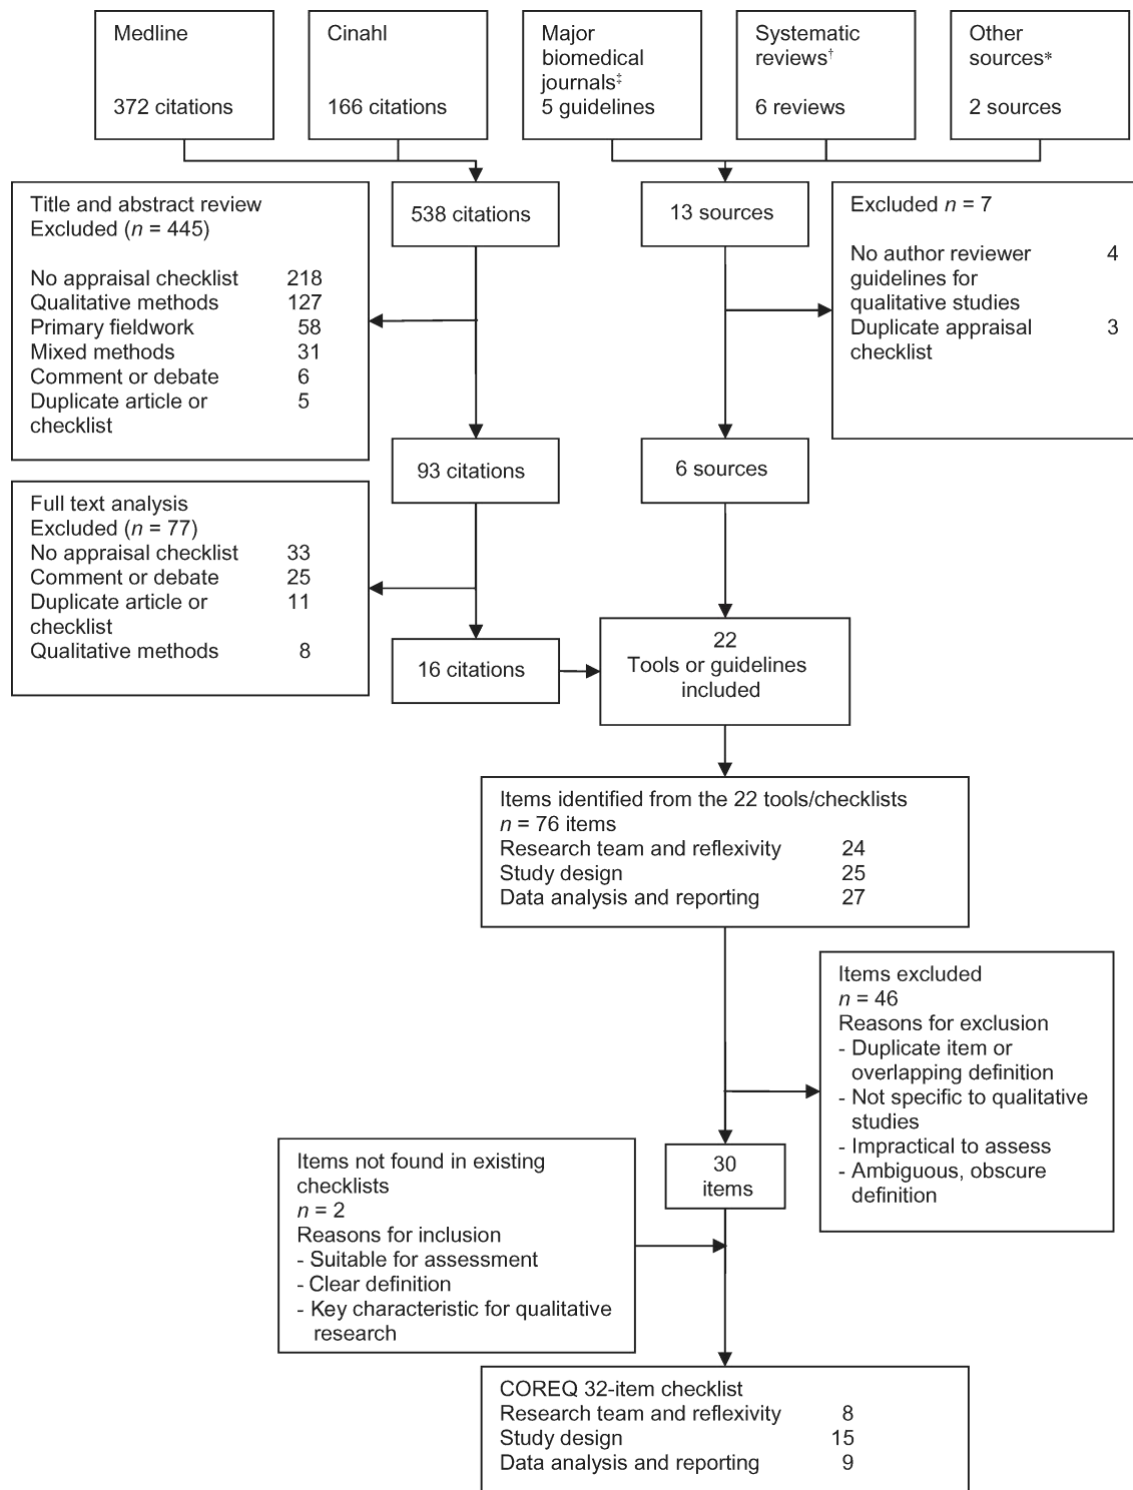 Medline
372 citations
Cinahl
166 citations
Major
biomedical
journals‡
5 guidelines
Systematic
reviews†
6 reviews
Other
sources*
2 sources
Title and abstract review
Excluded (n = 445)
No appraisal checklist 218
Qualitative methods 127
Primary fieldwork 58
Mixed methods 31
Comment or debate 6
Duplicate article or 5
checklist
538 citations
13 sources
Excluded n = 7
No author reviewer 4
guidelines for
qualitative studies
Duplicate appraisal 3
checklist
93 citations
6 sources
Full text analysis
Excluded (n = 77)
No appraisal checklist 33
Comment or debate 25
Duplicate article or 11
checklist
Qualitative methods 8
16 citations
22
Tools or guidelines
included
Items identified from the 22 tools/checklists
n = 76 items
Research team and reflexivity 24
Study design 25
Data analysis and reporting 27
Items excluded
n = 46
Reasons for exclusion
- Duplicate item or
overlapping definition
- Not specific to qualitative
studies
- Impractical to assess
- Ambiguous, obscure
definition
30
items
Items not found in existing
checklists
n = 2
Reasons for inclusion
- Suitable for assessment
- Clear definition
- Key characteristic for qualitative
research
COREQ 32-item checklist
Research team and reflexivity 8
Study design 15
Data analysis and reporting 9